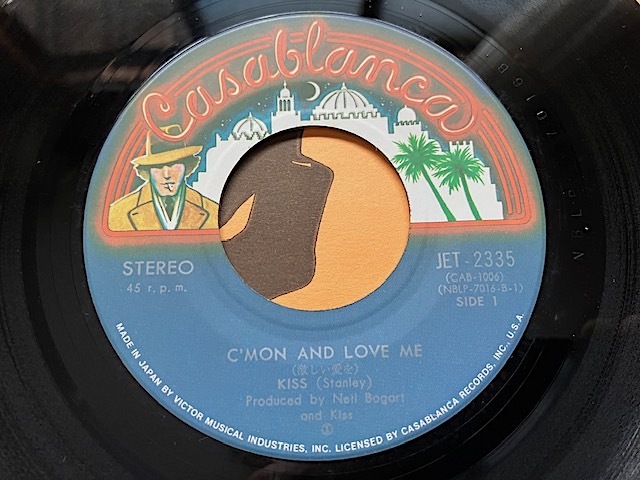 Casablanca
STEREO
45 r.p.m.
JET-2335
(CAB-1006)
(NBLP-7016-B-1)
SIDE 1
C'MON AND LOVE ME
(激しい愛を)
KISS (Stanley)
Produced by Neil Bogart
and Kiss
MADE IN JAPAN BY VICTOR MUSICAL INDUSTRIES, INC. LICENSED BY CASABLANCA RECORDS, INC., U.S.A.